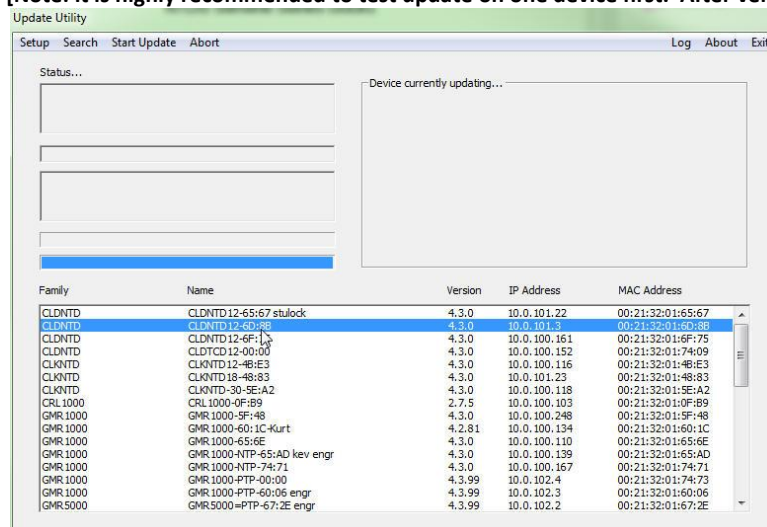 [Note: It is highly recommended to test update on one device first. After
Update Utility
Setup Search Start Update Abort Log About Exit
Status...
Device currently updating...
Family Name Version IP Address MAC Address
CLDNTD CLDNTD12-65:67 stulock 4.3.0 10.0.101.22 00:21:32:01:65:67
CLDNTD CLDNTD12-6D:8B 4.3.0 10.0.101.3 00:21:32:01:6D:8B
CLDNTD CLDNTD12-6F: 4.3.0 10.0.100.161 00:21:32:01:6F:75
CLDNTD CLDTCD12-00:00 4.3.0 10.0.100.152 00:21:32:01:74:09
CLKNTD CLKNTD12-4B:E3 4.3.0 10.0.100.116 00:21:32:01:4B:E3
CLKNTD CLKNTD18-48:83 4.3.0 10.0.101.23 00:21:32:01:48:83
CLKNTD CLKNTD-30-5E:A2 4.3.0 10.0.100.118 00:21:32:01:5E:A2
CRL1000 CRL1000-0F:B9 2.7.5 10.0.100.103 00:21:32:01:0F:B9
GMR1000 GMR1000-5F:48 4.3.0 10.0.100.248 00:21:32:01:5F:48
GMR1000 GMR1000-60:1C-Kurt 4.2.81 10.0.100.134 00:21:32:01:60:1C
GMR1000 GMR1000-65:6E 4.3.0 10.0.100.110 00:21:32:01:65:6E
GMR1000 GMR1000-NTP-65:AD kev engr 4.3.0 10.0.100.139 00:21:32:01:65:AD
GMR1000 GMR1000-NTP-74:71 4.3.0 10.0.100.167 00:21:32:01:74:71
GMR1000 GMR1000-PTP-00:00 4.3.99 10.0.102.4 00:21:32:01:74:73
GMR1000 GMR1000-PTP-60:06 engr 4.3.99 10.0.102.3 00:21:32:01:60:06
GMR5000 GMR5000=PTP-67:2E engr 4.3.99 10.0.102.2 00:21:32:01:67:2E